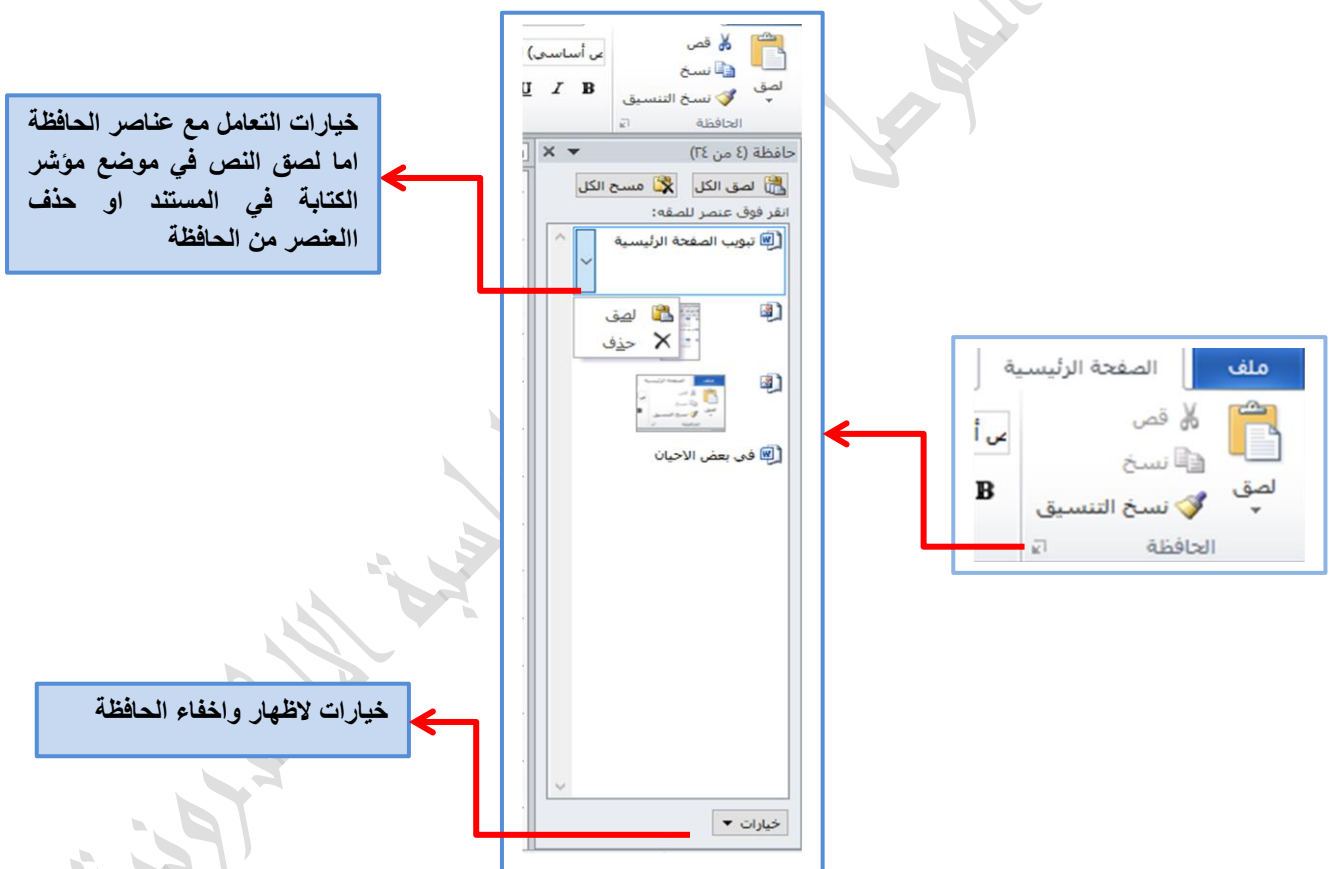 قص
نسخ
لصق
نسخ التنسيق
الحافظة
ص أساسي)
U I B
حافظة (٤ من ٢٤)
لصق الكل مسح الكل
انقر فوق عنصر للصقه:
تبويب الصفحة الرئيسية
لصق
حذف
في بعض الاحيان
خيارات
خيارات التعامل مع عناصر الحافظة
اما لصق النص في موضع مؤشر
الكتابة في المستند او حذف
االعنصر من الحافظة
ملف الصفحة الرئيسية
قص
ص أ
نسخ
لصق
B
نسخ التنسيق
الحافظة
خيارات لاظهار واخفاء الحافظة
الموصل